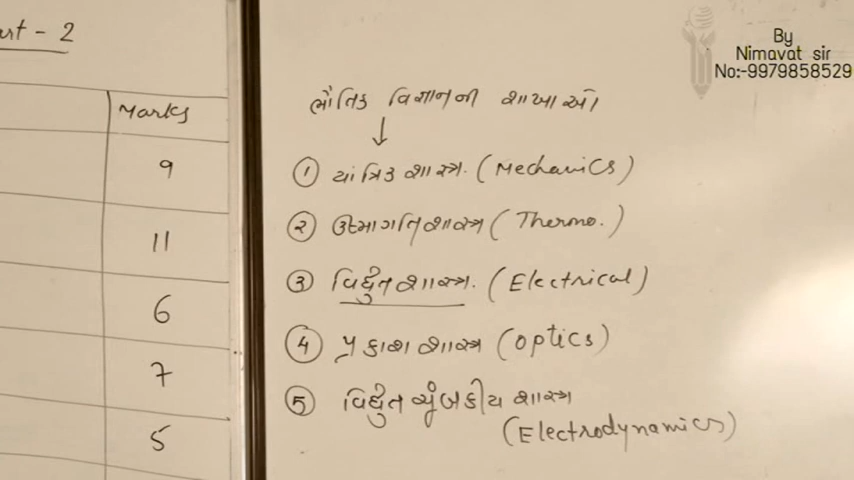 By
Nimavat sir
No:-9979858529
- 2
Marks
9
11
6
7
5
ભૌતિક વિજ્ઞાનની શાખાઓ
↓
① યાંત્રિક શાસ્ત્ર. (Mechanics)
② ઉષ્માગતિશાસ્ત્ર (Thermo.)
③ વિદ્યુતશાસ્ત્ર. (Electrical)
④ પ્રકાશ શાસ્ત્ર (Optics)
⑤ વિદ્યુત ચુંબકીય શાસ્ત્ર
(Electrodynamics)